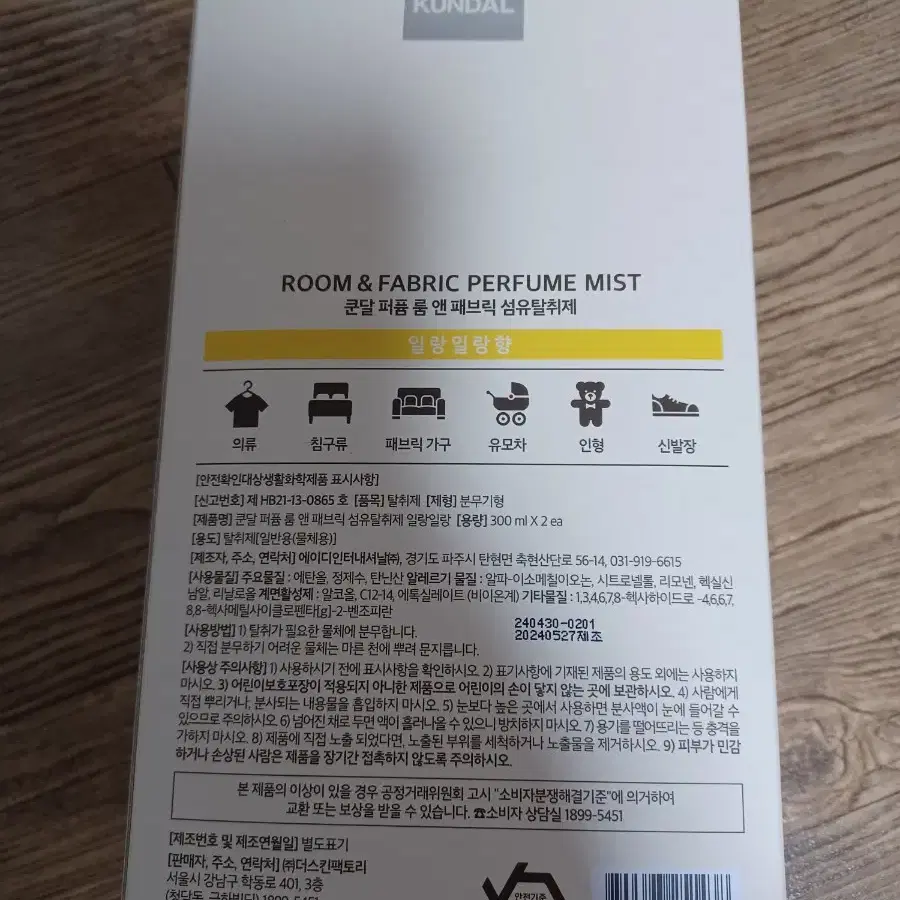 KUNDAL
ROOM & FABRIC PERFUME MIST
쿤달 퍼퓸 룸 앤 패브릭 섬유탈취제
일랑일랑향
의류 침구류 패브릭 가구 유모차 인형 신발장
[안전확인대상생활화학제품 표시사항]
[신고번호] 제 HB21-13-0865 호 [품목] 탈취제 [제형] 분무기형
[제품명] 쿤달 퍼퓸 룸 앤 패브릭 섬유탈취제 일랑일랑 [용량] 300 ml X 2 ea
[용도] 탈취제[일반용(물체용)]
[제조자, 주소, 연락처] 에이디인터내셔날㈜, 경기도 파주시 탄현면 축현산단로 56-14, 031-919-6615
[사용물질] 주요물질 : 에탄올, 정제수, 탄닌산 알레르기 물질 : 알파-이소메칠이오논, 시트로넬롤, 리모넨, 헥실신
남알, 리날로올 계면활성제 : 알코올, C12-14, 에톡실레이트 (비이온계) 기타물질 : 1,3,4,6,7,8-헥사하이드로 -4,6,6,7,
8,8-헥사메틸사이클로펜타[g]-2-벤조피란
240430-0201
20240527제조
[사용방법] 1) 탈취가 필요한 물체에 분무합니다.
2) 직접 분무하기 어려운 물체는 마른 천에 뿌려 문지릅니다.
[사용상 주의사항] 1) 사용하시기 전에 표시사항을 확인하십시오. 2) 표기사항에 기재된 제품의 용도 외에는 사용하지
마십시오. 3) 어린이보호포장이 적용되지 아니한 제품으로 어린이의 손이 닿지 않는 곳에 보관하십시오. 4) 사람에게
직접 뿌리거나, 분사되는 내용물을 흡입하지 마십시오. 5) 눈보다 높은 곳에서 사용하면 분사액이 눈에 들어갈 수
있으므로 주의하십시오. 6) 넘어진 채로 두면 액이 흘러나올 수 있으니 방치하지 마십시오. 7) 용기를 떨어뜨리는 등 충격을
가하지 마십시오. 8) 제품에 직접 노출 되었다면, 노출된 부위를 세척하거나 노출물을 제거하십시오. 9) 피부가 민감
하거나 손상된 사람은 제품을 장기간 접촉하지 않도록 주의하십시오.
본 제품의 이상이 있을 경우 공정거래위원회 고시 "소비자분쟁해결기준"에 의거하여
교환 또는 보상을 받을 수 있습니다. ☎소비자 상담실 1899-5451
[제조번호 및 제조연월일] 별도표기
[판매자, 주소, 연락처] ㈜더스킨팩토리
서울시 강남구 학동로 401, 3층
(청담동, 금하빌딩) 1899-5451
안전기준